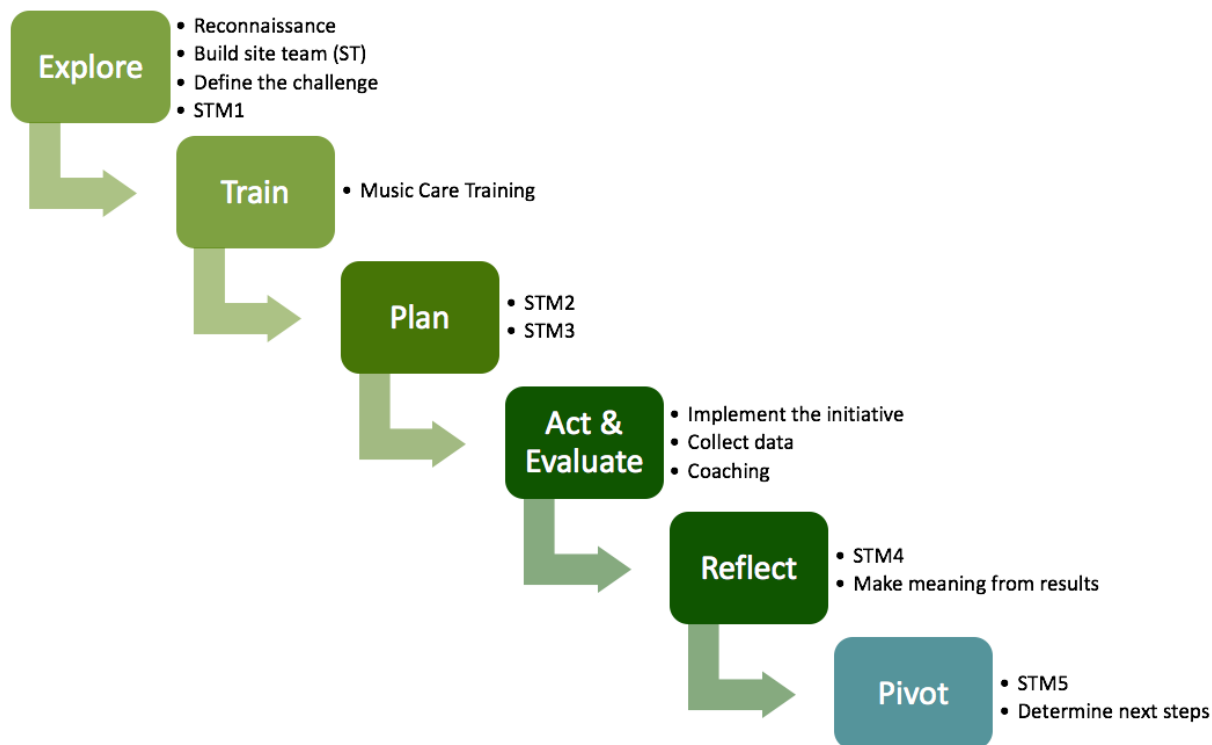 Explore
• Reconnaissance
• Build site team (ST)
• Define the challenge
• STM1
Train
• Music Care Training
Plan
• STM2
• STM3
Act &
Evaluate
• Implement the initiative
• Collect data
• Coaching
Reflect
• STM4
• Make meaning from results
Pivot
• STM5
• Determine next steps